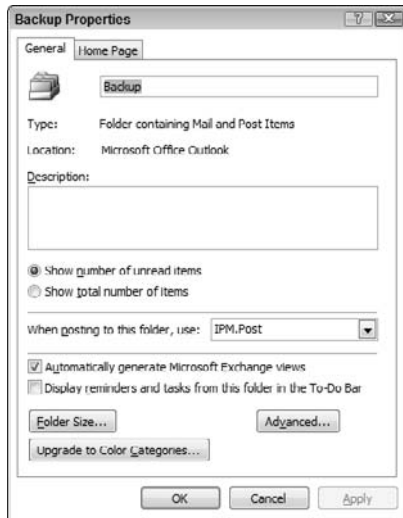 Backup Properties
General Home Page
Backup
Type: Folder containing Mail and Post Items
Location: Microsoft Office Outlook
Description:
Show number of unread items
Show total number of items
When posting to this folder, use: IPM.Post
Automatically generate Microsoft Exchange views
Display reminders and tasks from this folder in the To-Do Bar
Folder Size... Advanced...
Upgrade to Color Categories...
OK Cancel Apply